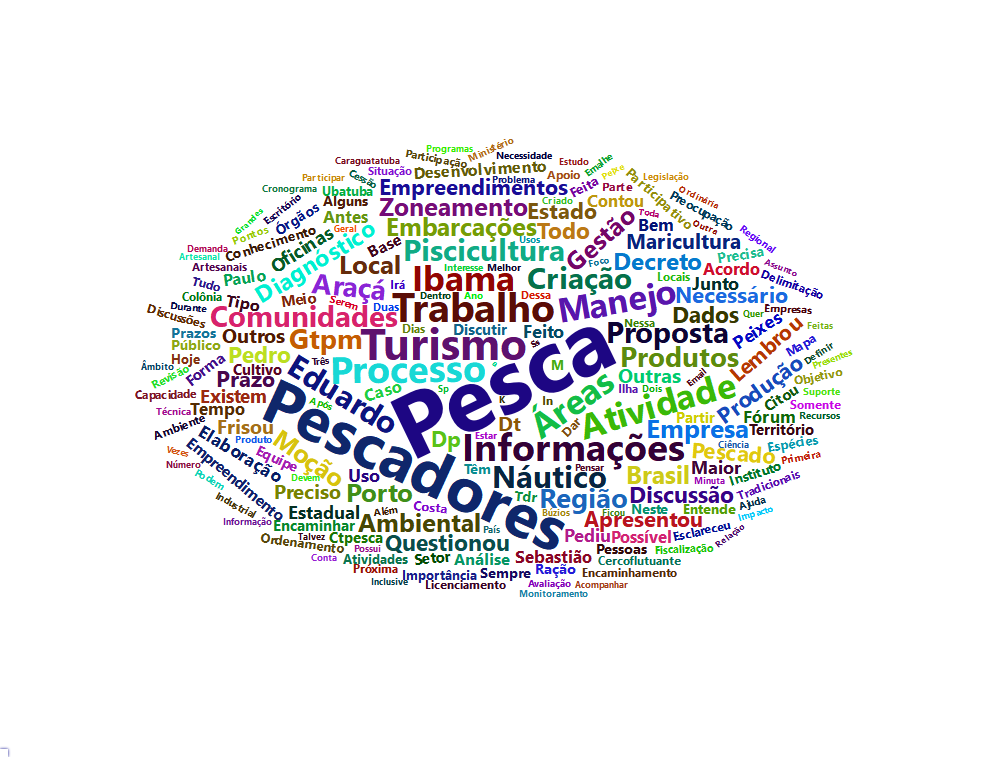 Programas
Ministério
Necessidade
Caraguatatuba
Participação
Estudo
Emalhe
Peixe
Legislação
Situação
Desenvolvimento
Problema
Apoio
Participar
Cessão
Cronograma
Ubatuba
Empreendimentos
Feita
Parte
Participativo
Ordinária
Preocupação
Escritório
Alguns
Zoneamento
Criado
Estado
Contou
Grandes
Órgãos
Antes
Embarcações
Usos
Todo
Toda
Bem
Outra
Pontos
Conhecimento
Geral
Base
Piscicultura
Gestão
Maricultura
Regional
Demanda
Artesanal
Oficinas
Diagnóstico
Local
Interesse
Melhor
Foco
Decreto
Precisa
Assunto
Artesanais
Paulo
Ibama
Criação
Locais
Acordo
Delimitação
Tudo
Meio
Araçá
Irá
Dentro
Ano
Dessa
Manejo
Junto
Necessário
Colônia
Tipo
Serem
Duas
Trabalho
Quer
Empresas
Durante
Discussões
Comunidades
Dias
Discutir
Feito
Nessa
Dados
Peixes
Feitas
Prazos
Outros
Gtpm
Turismo
Ss
Proposta
Lembrou
Mapa
Definir
Público
Pedro
Três
Processo
Pesca
M
Email
Produtos
Produção
Presentes
Hoje
Forma
Cultivo
Eduardo
Caso
Sp
Outras
Objetivo
Âmbito
Revisão
Prazo
Após
K
In
Áreas
Ilha
Dois
Citou
Suporte
Capacidade
Existem
Pescadores
Atividade
Partir
Somente
Técnica
Tempo
Dt
Dar
Empresa
Fórum
Recursos
Ambiente
Frisou
Moção
Dp
Estar
Informações
Território
Elaboração
Produto
Ciência
Espécies
Vezes
Empreendimento
Equipe
Uso
Têm
Náutico
Pensar
Brasil
Pescado
Maior
Instituto
Primeira
Número
Podem
Devem
Minuta
Tradicionais
Industrial
Preciso
Porto
Costa
Tdr
Região
Discussão
Ajuda
Informação
Estadual
Além
Búzios
Ficou
Neste
Entende
Impacto
Encaminhar
Ambiental
País
Apresentou
Esclareceu
Talvez
Ctpesca
Questionou
Pediu
Possível
Relação
Ordenamento
Possui
Conta
Atividades
Setor
Análise
Sebastião
Pessoas
Fiscalização
Cercoflutuante
Próxima
Importância
Sempre
Ração
Encaminhamento
Inclusive
Licenciamento
Avaliação
Acompanhar
Monitoramento